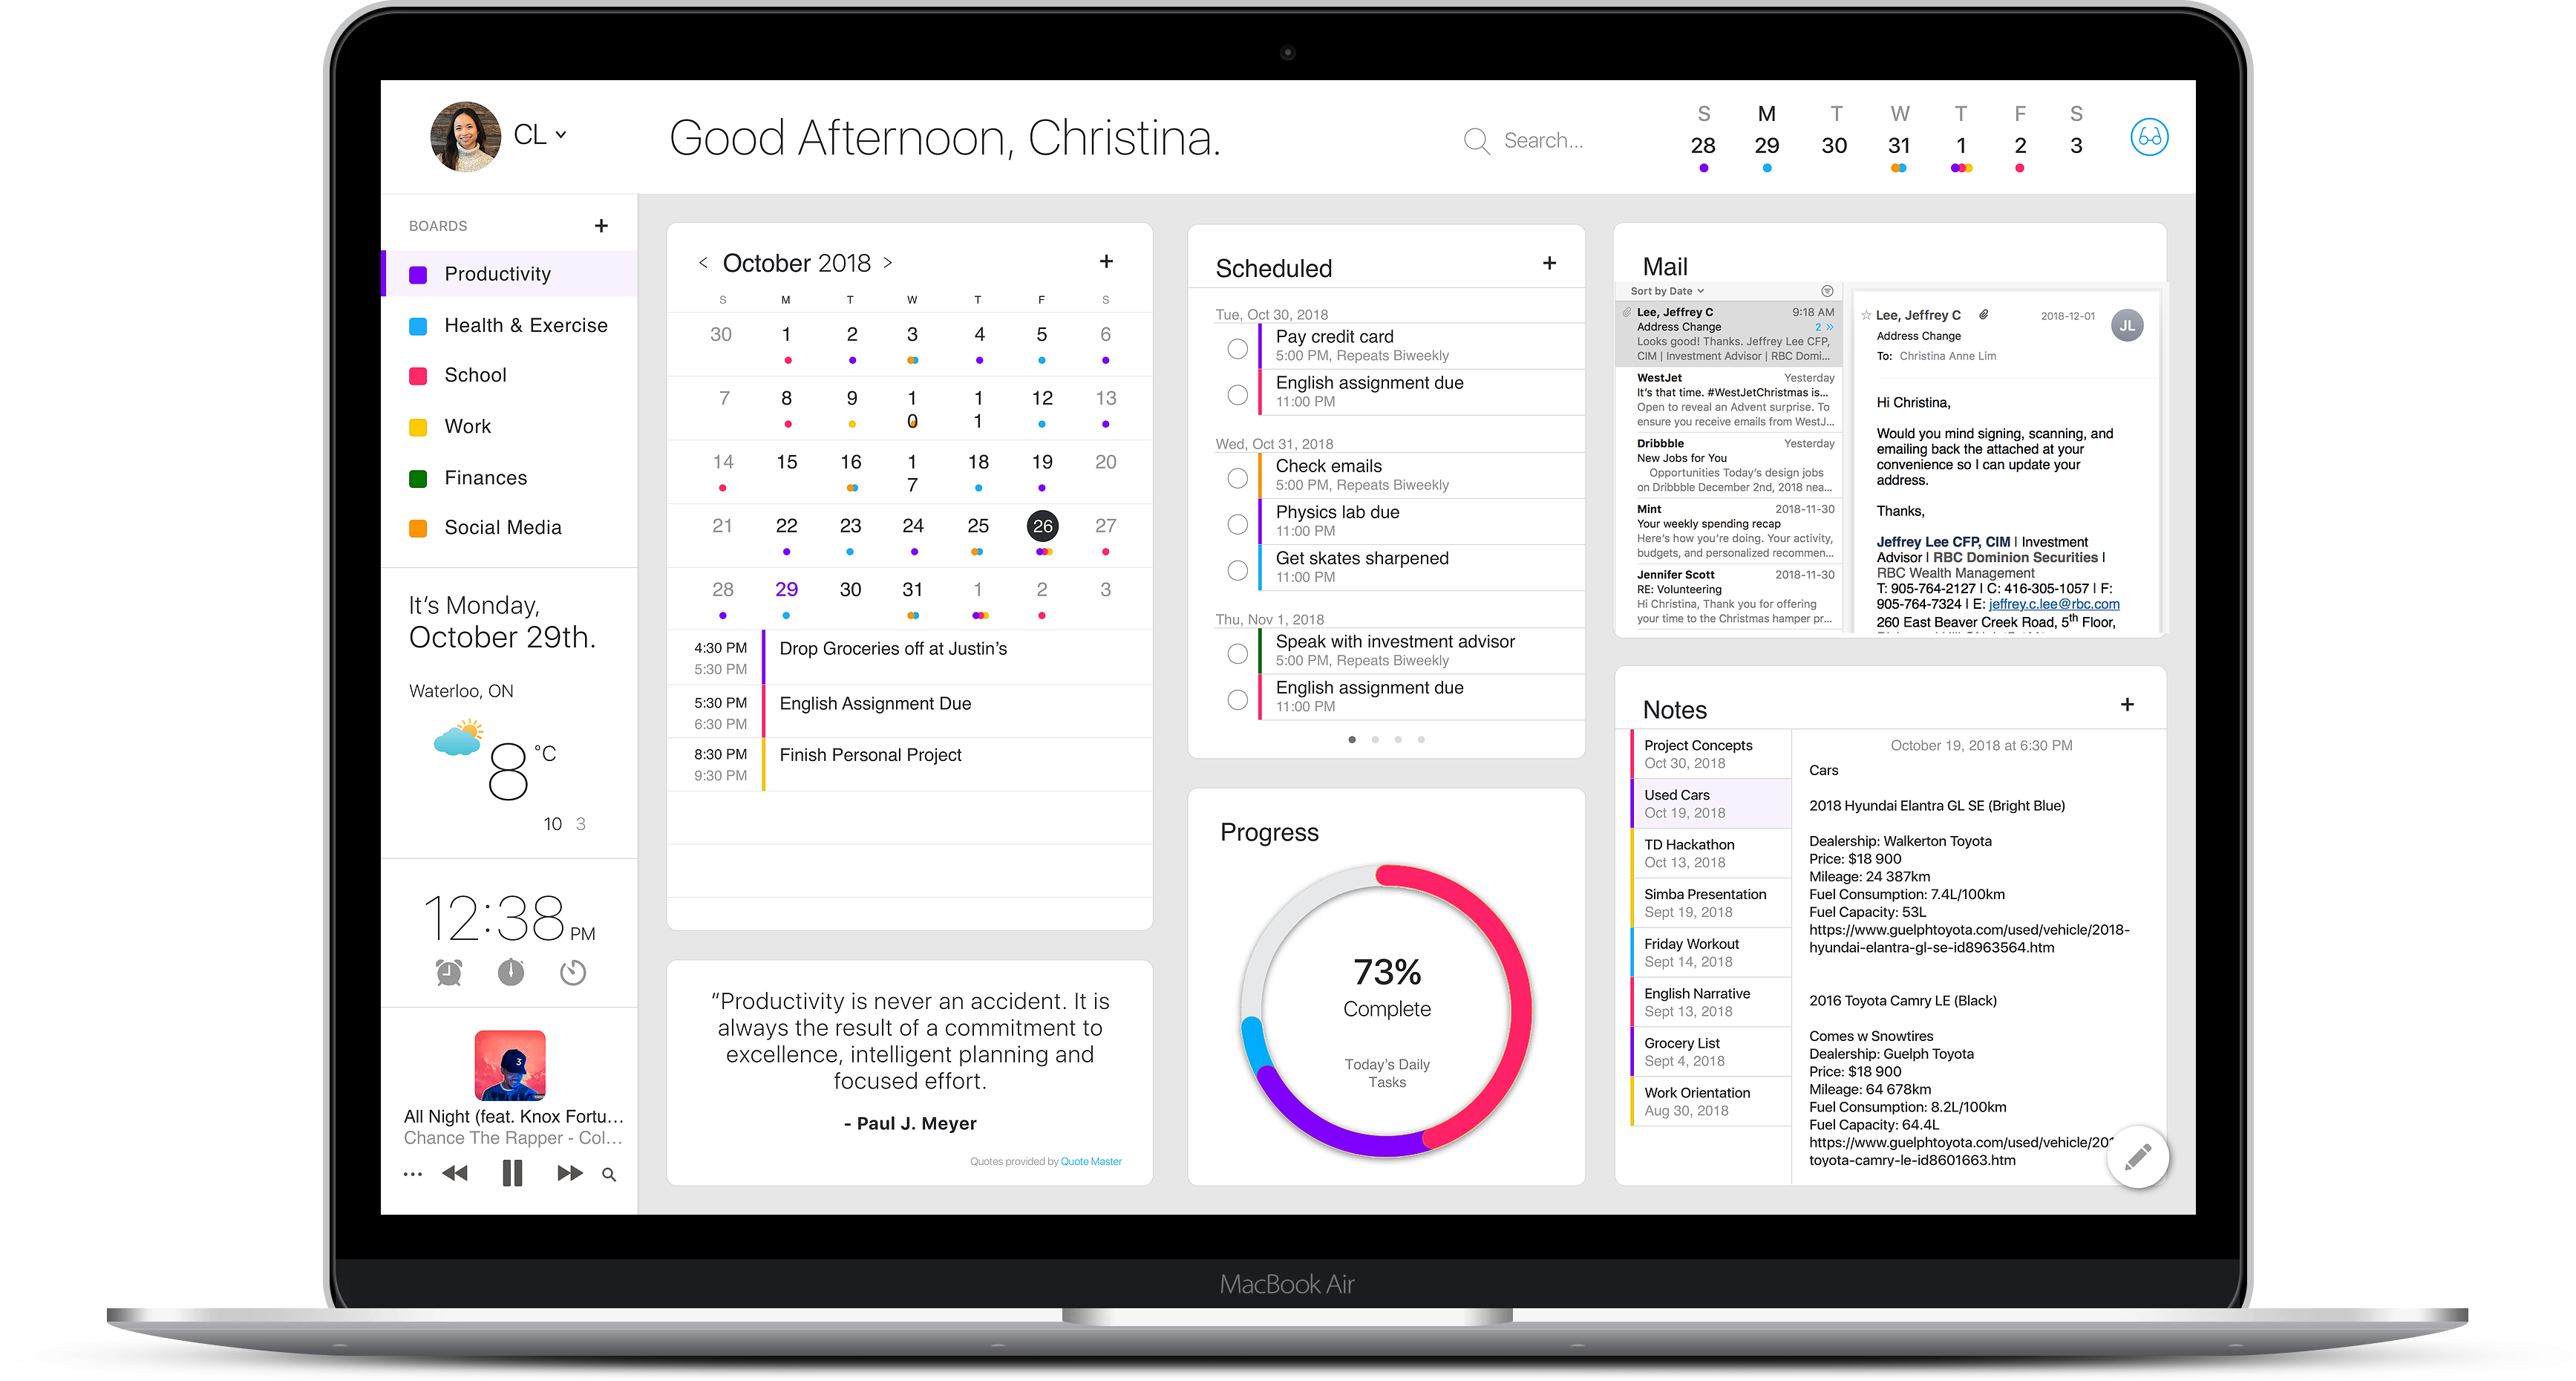 CL
Good Afternoon, Christina.
Search...
S M T W T F S
28 29 30 31 1 2 3
BOARDS +
Productivity
Health & Exercise
School
Work
Finances
Social Media
It's Monday,
October 29th.
Waterloo, ON
8 °C
10 3
12:38 PM
3
All Night (feat. Knox Fortu...
Chance The Rapper - Col...
< October 2018 > +
S M T W T F S
30 1 2 3 4 5 6
7 8 9 1 1 12 13
0 1
14 15 16 1 18 19 20
7
21 22 23 24 25 26 27
28 29 30 31 1 2 3
4:30 PM Drop Groceries off at Justin's
5:30 PM
5:30 PM English Assignment Due
6:30 PM
8:30 PM Finish Personal Project
9:30 PM
"Productivity is never an accident. It is
always the result of a commitment to
excellence, intelligent planning and
focused effort.
- Paul J. Meyer
Quotes provided by Quote Master
Scheduled +
Tue, Oct 30, 2018
Pay credit card
5:00 PM, Repeats Biweekly
English assignment due
11:00 PM
Wed, Oct 31, 2018
Check emails
5:00 PM, Repeats Biweekly
Physics lab due
11:00 PM
Get skates sharpened
11:00 PM
Thu, Nov 1, 2018
Speak with investment advisor
5:00 PM, Repeats Biweekly
English assignment due
11:00 PM
Progress
73%
Complete
Today's Daily
Tasks
Mail
Sort by Date
Lee, Jeffrey C 9:18 AM
Address Change 2 »
Looks good! Thanks. Jeffrey Lee CFP,
CIM | Investment Advisor | RBC Domi...
WestJet Yesterday
It's that time. #WestJetChristmas is...
Open to reveal an Advent surprise. To
ensure you receive emails from WestJ...
Dribbble Yesterday
New Jobs for You
Opportunities Today's design jobs
on Dribbble December 2nd, 2018 nea...
Mint 2018-11-30
Your weekly spending recap
Here's how you're doing. Your activity,
budgets, and personalized recommen...
Jennifer Scott 2018-11-30
RE: Volunteering
Hi Christina, Thank you for offering
your time to the Christmas hamper pr...
Lee, Jeffrey C 2018-12-01 JL
Address Change
To: Christina Anne Lim
Hi Christina,
Would you mind signing, scanning, and
emailing back the attached at your
convenience so I can update your
address.
Thanks,
Jeffrey Lee CFP, CIM | Investment
Advisor | RBC Dominion Securities |
RBC Wealth Management
T: 905-764-2127 | C: 416-305-1057 | F:
905-764-7324 | E: jeffrey.c.lee@rbc.com
260 East Beaver Creek Road, 5th Floor,
Notes +
Project Concepts
Oct 30, 2018
Used Cars
Oct 19, 2018
TD Hackathon
Oct 13, 2018
Simba Presentation
Sept 19, 2018
Friday Workout
Sept 14, 2018
English Narrative
Sept 13, 2018
Grocery List
Sept 4, 2018
Work Orientation
Aug 30, 2018
October 19, 2018 at 6:30 PM
Cars
2018 Hyundai Elantra GL SE (Bright Blue)
Dealership: Walkerton Toyota
Price: $18 900
Mileage: 24 387km
Fuel Consumption: 7.4L/100km
Fuel Capacity: 53L
https://www.guelphtoyota.com/used/vehicle/2018-
hyundai-elantra-gl-se-id8963564.htm
2016 Toyota Camry LE (Black)
Comes w Snowtires
Dealership: Guelph Toyota
Price: $18 900
Mileage: 64 678km
Fuel Consumption: 8.2L/100km
Fuel Capacity: 64.4L
https://www.guelphtoyota.com/used/vehicle/201
toyota-camry-le-id8601663.htm
MacBook Air